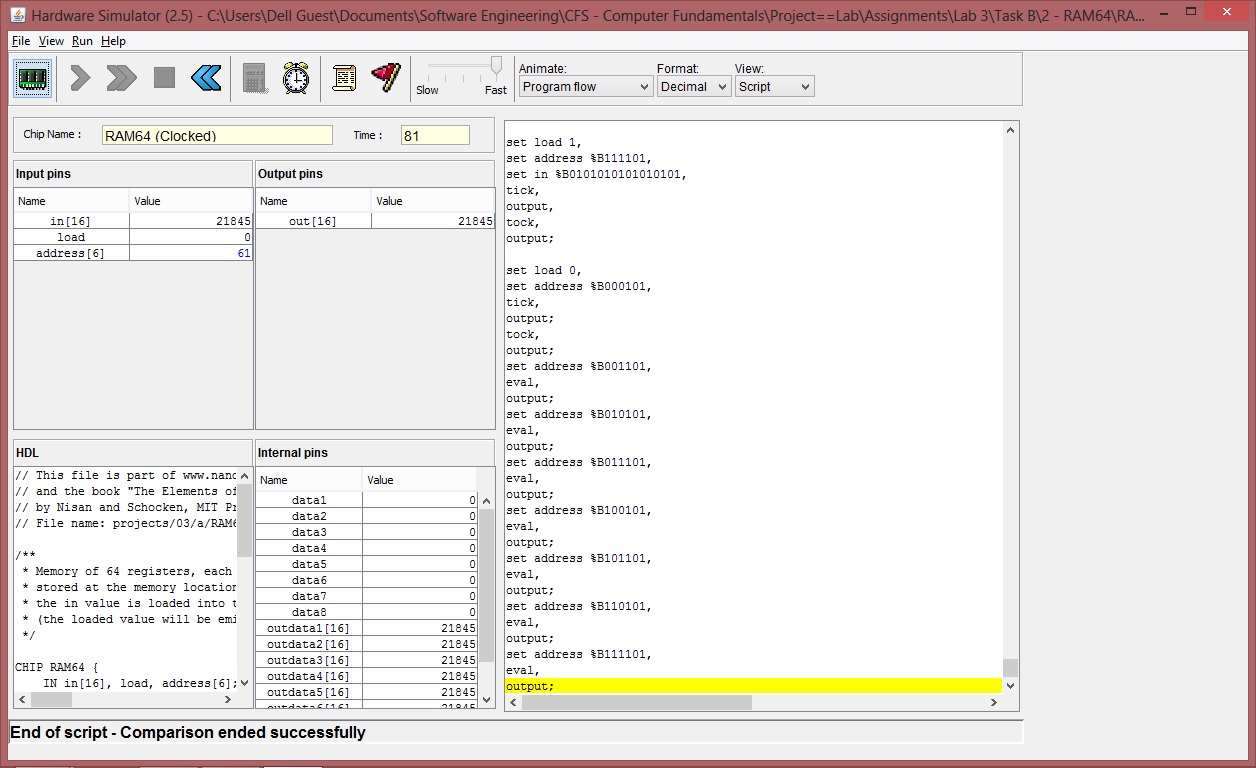 Hardware Simulator (2.5) - C:\Users\Dell Guest\Documents\Software Engineering\CFS - Computer Fundamentals\Project==Lab\Assignments\Lab 3\Task B\2 - RAM64\RA...
File View Run Help
Slow Fast
Animate:
Program flow
Format:
Decimal
View:
Script
Chip Name :
RAM64 (Clocked)
Time :
81
Input pins
Name Value
in[16] 21845
load 0
address[6] 61
Output pins
Name Value
out[16] 21845
HDL
// This file is part of www.nand
// and the book "The Elements of
// by Nisan and Schocken, MIT Pr
// File name: projects/03/a/RAM6
/**
* Memory of 64 registers, each
* stored at the memory location
* the in value is loaded into t
* (the loaded value will be emi
*/
CHIP RAM64 {
IN in[16], load, address[6];
Internal pins
Name Value
data1 0
data2 0
data3 0
data4 0
data5 0
data6 0
data7 0
data8 0
outdata1[16] 21845
outdata2[16] 21845
outdata3[16] 21845
outdata4[16] 21845
outdata5[16] 21845
outdata6[16] 21845
set load 1,
set address %B111101,
set in %B0101010101010101,
tick,
output,
tock,
output;
set load 0,
set address %B000101,
tick,
output;
tock,
output;
set address %B001101,
eval,
output;
set address %B010101,
eval,
output;
set address %B011101,
eval,
output;
set address %B100101,
eval,
output;
set address %B101101,
eval,
output;
set address %B110101,
eval,
output;
set address %B111101,
eval,
output;
End of script - Comparison ended successfully